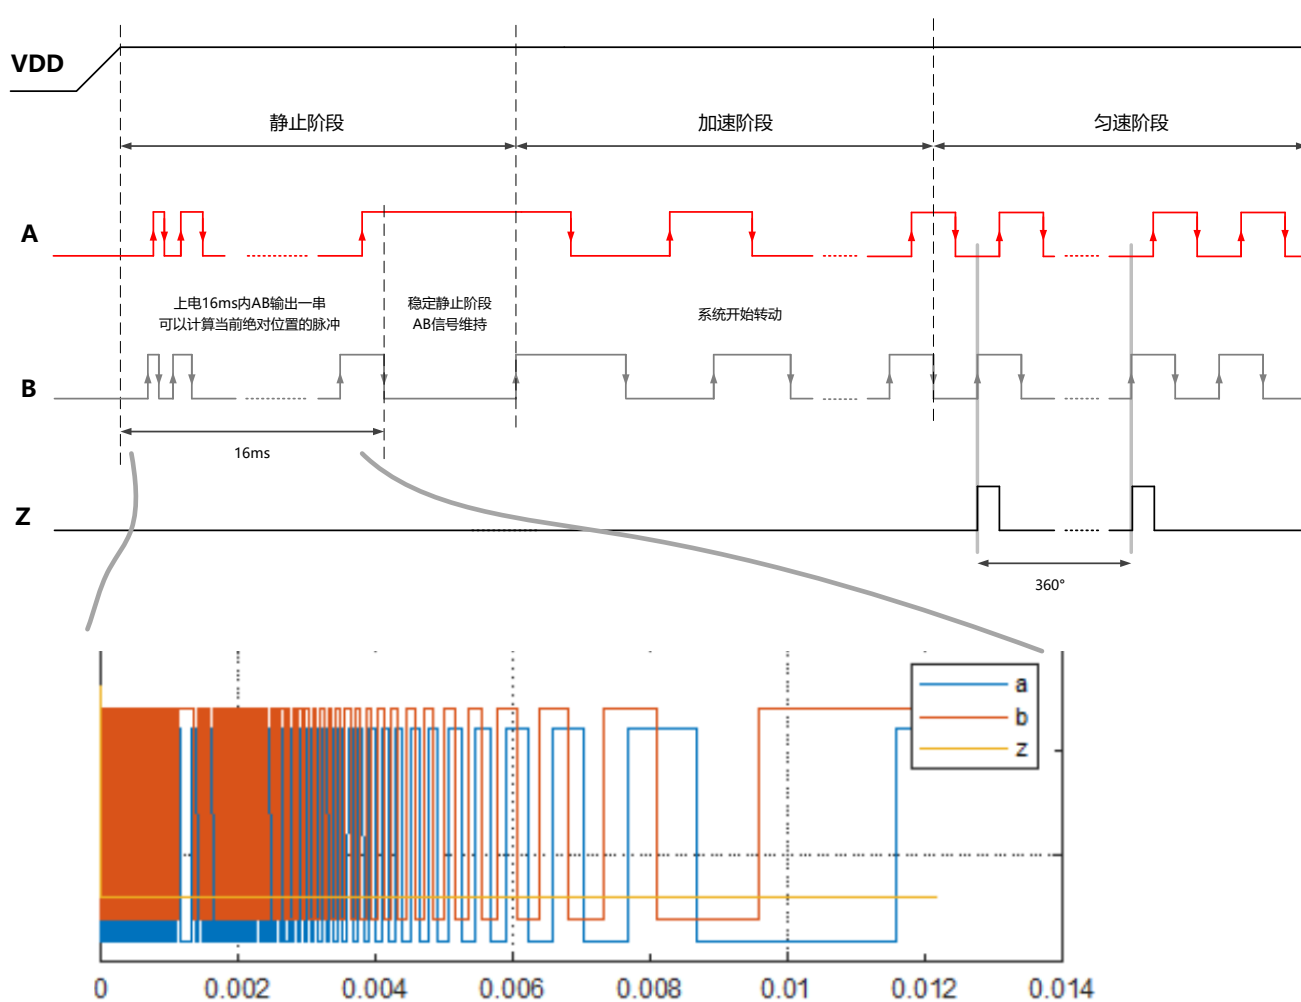 VDD
静止阶段
加速阶段
匀速阶段
A
上电16ms内AB输出一串
可以计算当前绝对位置的脉冲
稳定静止阶段
AB信号维持
系统开始转动
B
16ms
Z
360°
a
b
z
0 0.002 0.004 0.006 0.008 0.01 0.012 0.014